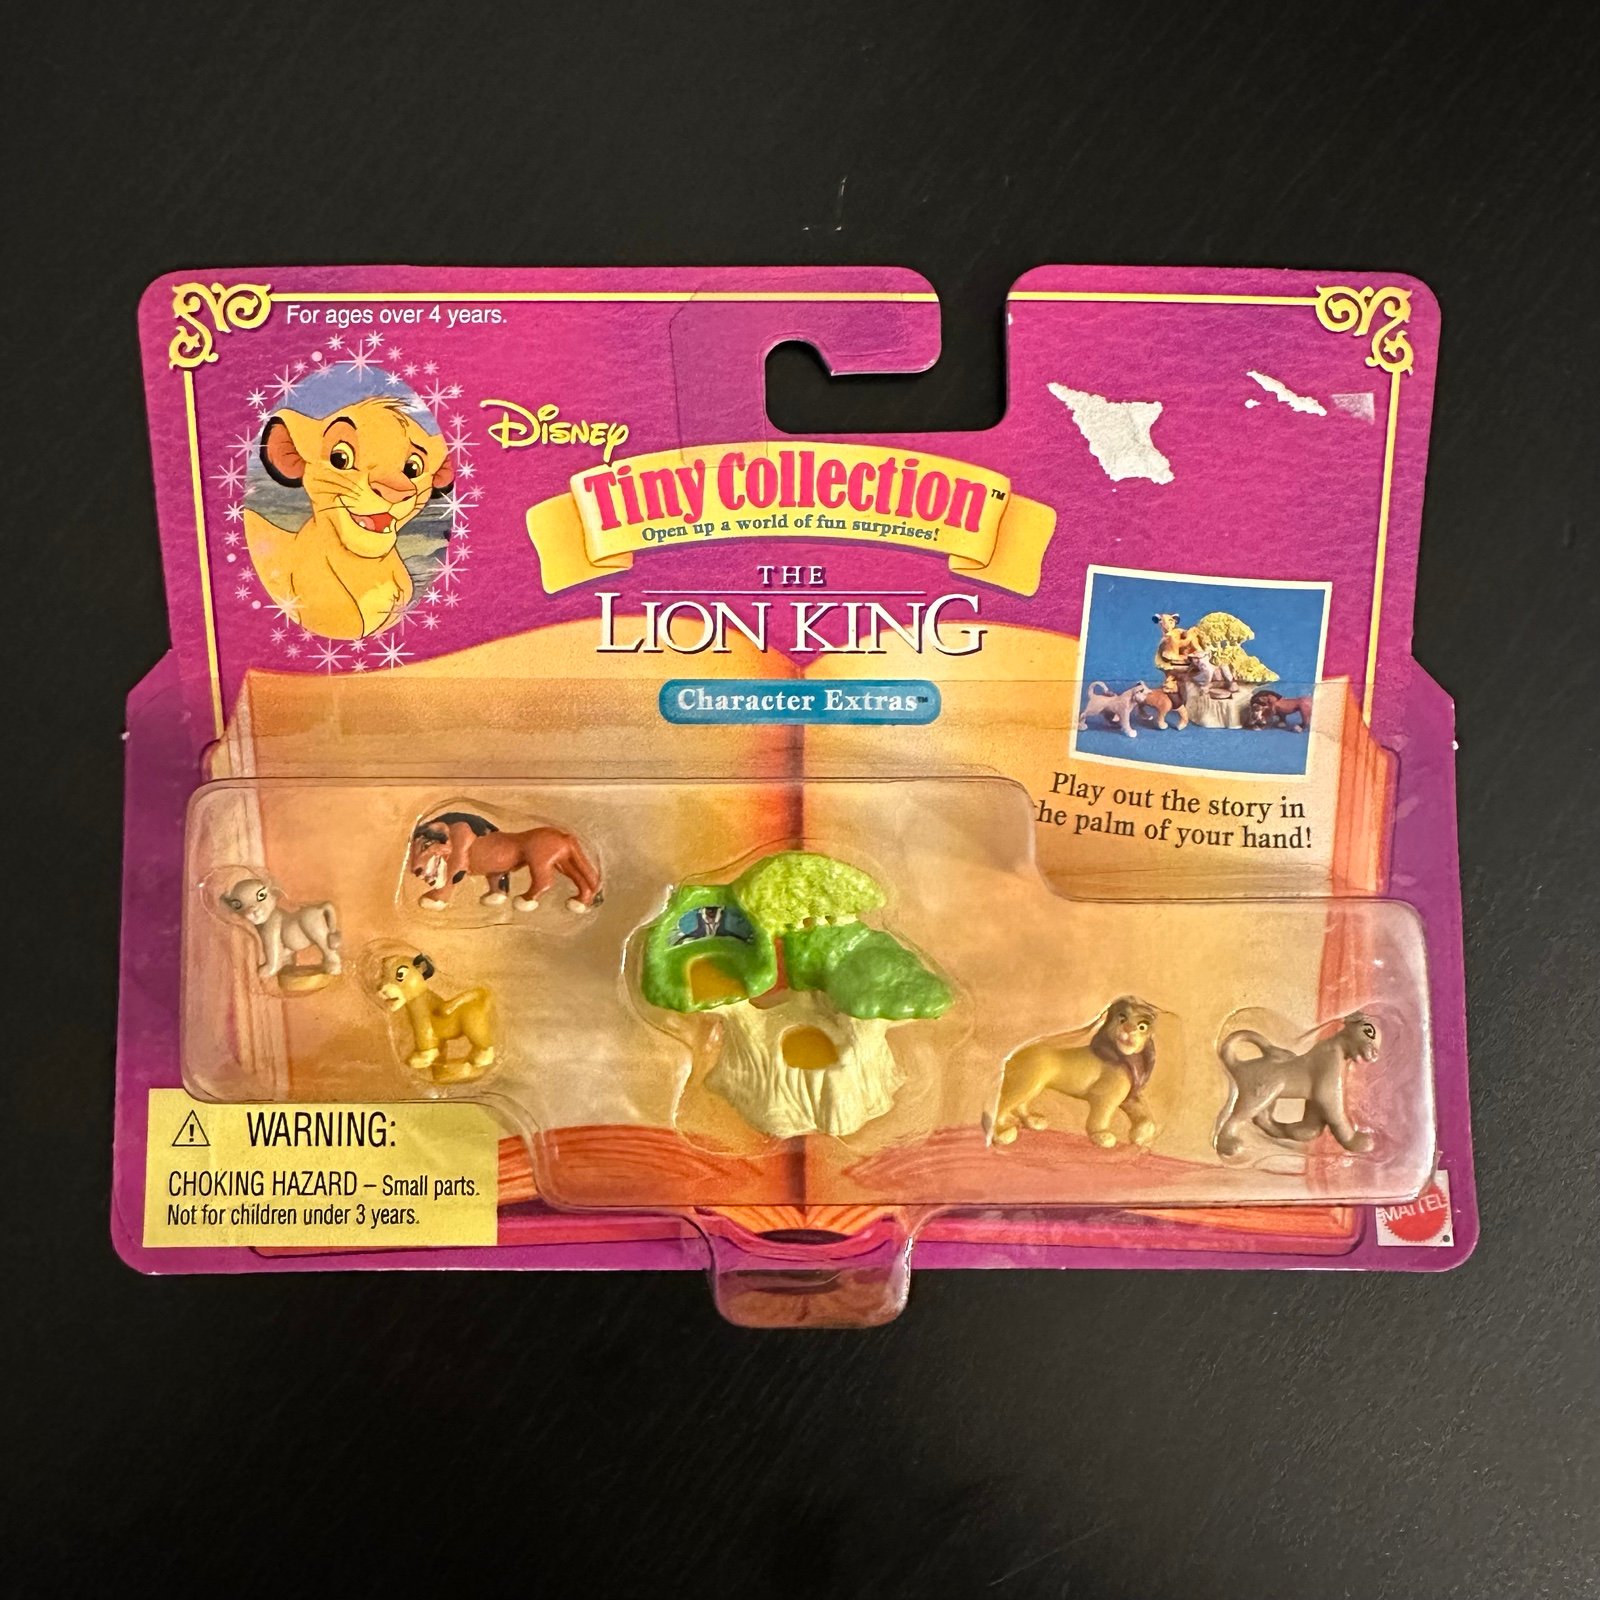 For ages over 4 years.
Disney
Tiny Collection™
Open up a world of fun surprises!
THE
LION KING
Character Extras™
Play out the story in
the palm of your hand!
WARNING:
CHOKING HAZARD – Small parts.
Not for children under 3 years.
MATTEL